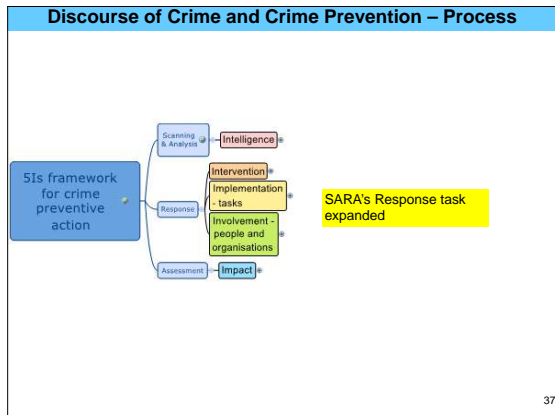 Discourse of Crime and Crime Prevention – Process
Scanning
& Analysis
Intelligence
5Is framework
for crime
preventive
action
Response
Intervention
Implementation
- tasks
Involvement -
people and
organisations
SARA's Response task
expanded
Assessment
Impact
37